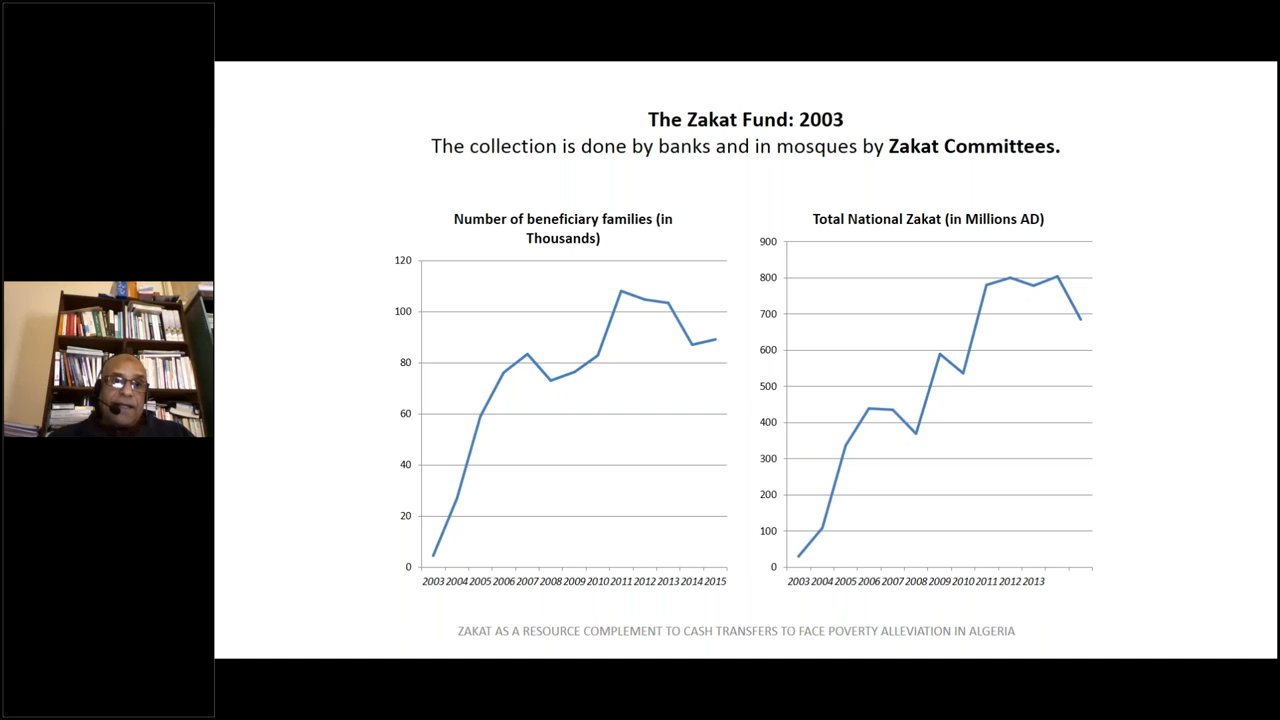 The Zakat Fund: 2003
The collection is done by banks and in mosques by Zakat Committees.
Number of beneficiary families (in
Thousands)
120
100
80
60
40
20
0
2003 2004 2005 2006 2007 2008 2009 2010 2011 2012 2013 2014 2015
Total National Zakat (in Millions AD)
900
800
700
600
500
400
300
200
100
0
2003 2004 2005 2006 2007 2008 2009 2010 2011 2012 2013
ZAKAT AS A RESOURCE COMPLEMENT TO CASH TRANSFERS TO FACE POVERTY ALLEVIATION IN ALGERIA